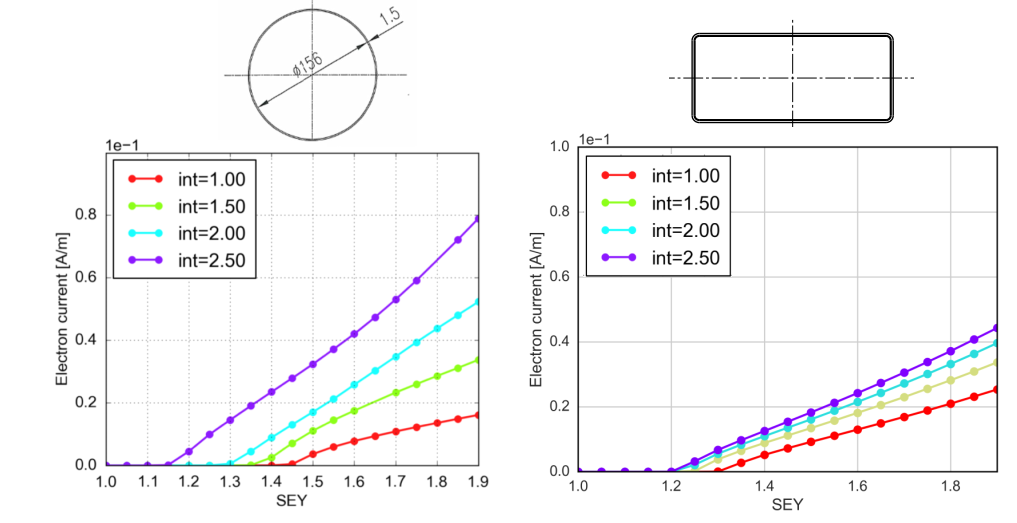 1.5
ø156
1e−1
int=1.00
int=1.50
int=2.00
int=2.50
0.8
0.6
0.4
0.2
0.0
Electron current [A/m]
1.0 1.1 1.2 1.3 1.4 1.5 1.6 1.7 1.8 1.9
SEY
1e−1
1.0
int=1.00
int=1.50
int=2.00
int=2.50
0.8
0.6
0.4
0.2
0.0
Electron current [A/m]
1.0 1.2 1.4 1.6 1.8
SEY